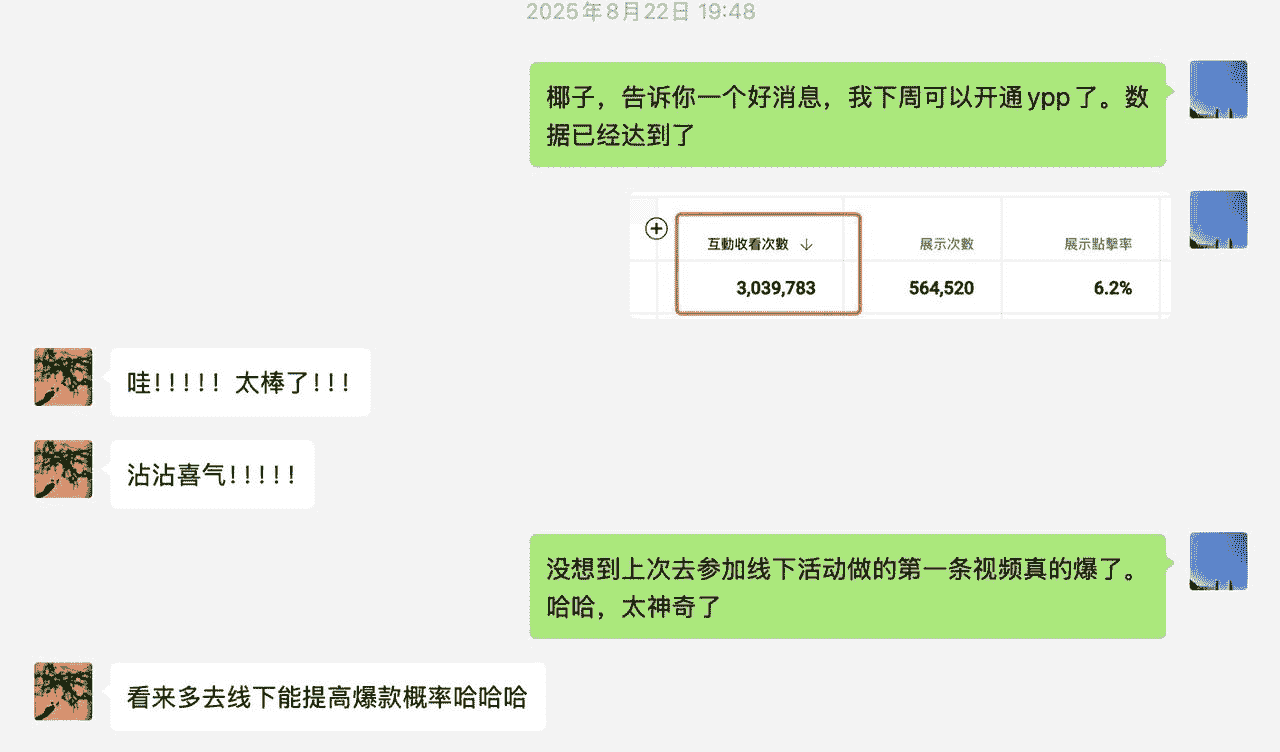 2025年8月22日 19:48
椰子，告诉你一个好消息，我下周可以开通ypp了。数
据已经达到了
互動收看次數 ↓ 展示次數 展示點擊率
3,039,783 564,520 6.2%
哇！！！！！ 太棒了！！！
沾沾喜气！！！！！
没想到上次去参加线下活动做的第一条视频真的爆了。
哈哈，太神奇了
看来多去线下能提高爆款概率哈哈哈